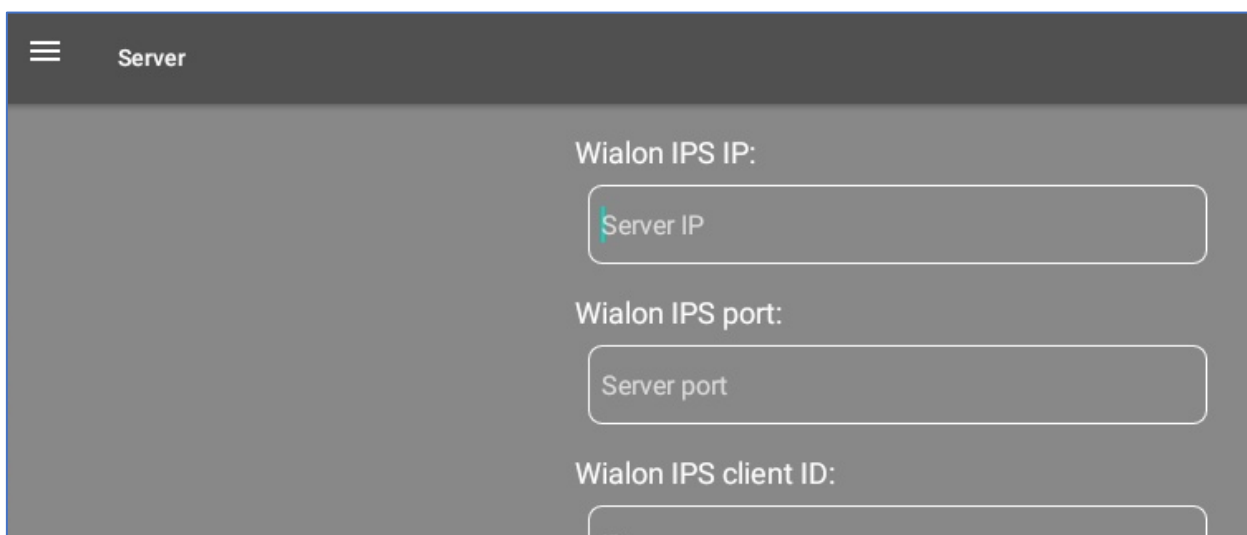 Server
Wialon IPS IP:
Server IP
Wialon IPS port:
Server port
Wialon IPS client ID: